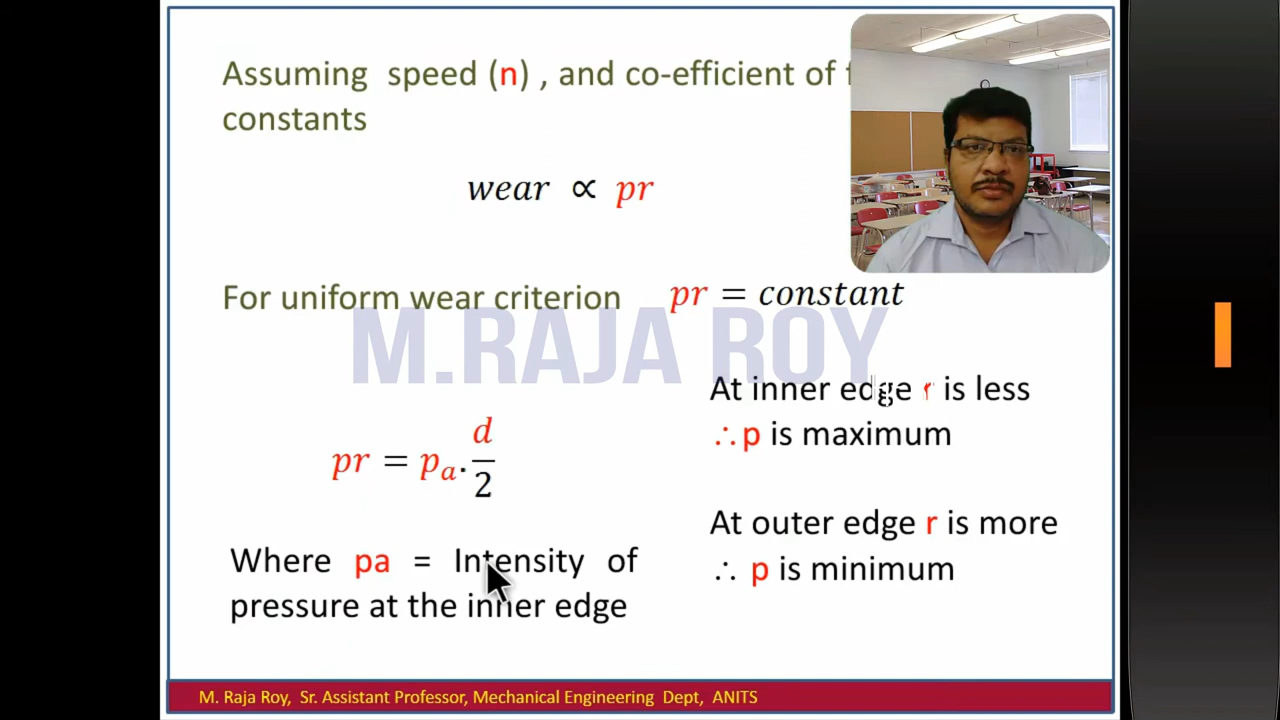 Assuming speed (n) , and co-efficient of
constants
wear ∝ pr
For uniform wear criterion pr = constant
M.RAJA ROY
At inner edge r is less
∴ p is maximum
pr = pₐ. d/2
At outer edge r is more
∴ p is minimum
Where pa = Intensity of
pressure at the inner edge
M. Raja Roy, Sr. Assistant Professor, Mechanical Engineering Dept, ANITS